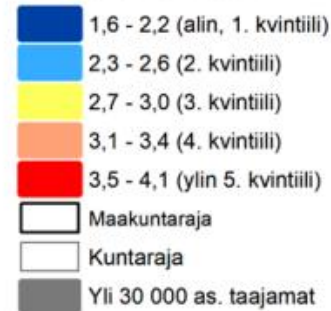 1,6 - 2,2 (alin, 1. kvintiili)
2,3 - 2,6 (2. kvintiili)
2,7 - 3,0 (3. kvintiili)
3,1 - 3,4 (4. kvintiili)
3,5 - 4,1 (ylin 5. kvintiili)
Maakuntaraja
Kuntaraja
Yli 30 000 as. taajamat